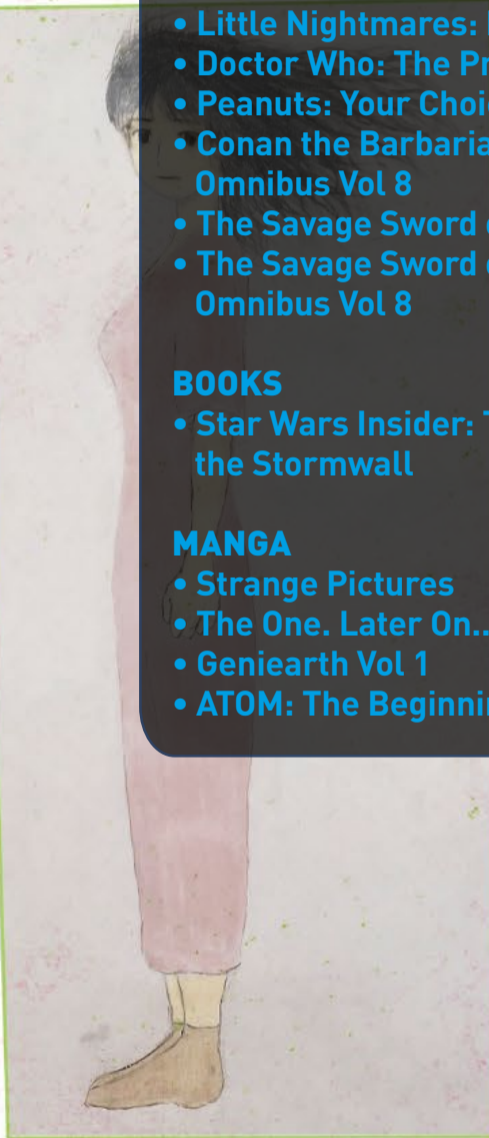 • Little Nightmares:
• Doctor Who: The
• Peanuts: Your
• Conan the
Omnibus Vol 8
• The Savage Sword
• The Savage Sword
Omnibus Vol 8
BOOKS
• Star Wars Insider:
the Stormwall
MANGA
• Strange Pictures
• The One. Later On..
• Geniearth Vol 1
• ATOM: The